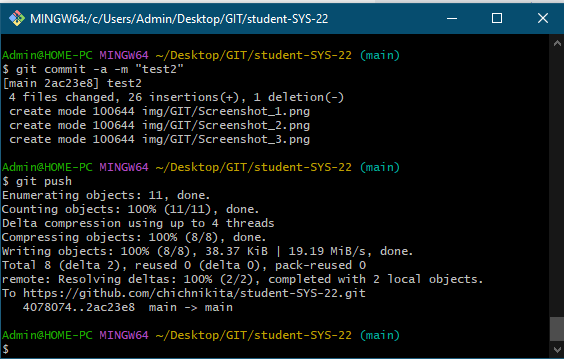 MINGW64:/c/Users/Admin/Desktop/GIT/student-SYS-22
Admin@HOME-PC MINGW64 ~/Desktop/GIT/student-SYS-22 (main)
$ git commit -a -m "test2"
[main 2ac23e8] test2
 4 files changed, 26 insertions(+), 1 deletion(-)
 create mode 100644 img/GIT/Screenshot_1.png
 create mode 100644 img/GIT/Screenshot_2.png
 create mode 100644 img/GIT/Screenshot_3.png
Admin@HOME-PC MINGW64 ~/Desktop/GIT/student-SYS-22 (main)
$ git push
Enumerating objects: 11, done.
Counting objects: 100% (11/11), done.
Delta compression using up to 4 threads
Compressing objects: 100% (8/8), done.
Writing objects: 100% (8/8), 38.37 KiB | 19.19 MiB/s, done.
Total 8 (delta 2), reused 0 (delta 0), pack-reused 0
remote: Resolving deltas: 100% (2/2), completed with 2 local objects.
To https://github.com/chichnikita/student-SYS-22.git
   4078074..2ac23e8  main -> main
Admin@HOME-PC MINGW64 ~/Desktop/GIT/student-SYS-22 (main)
$